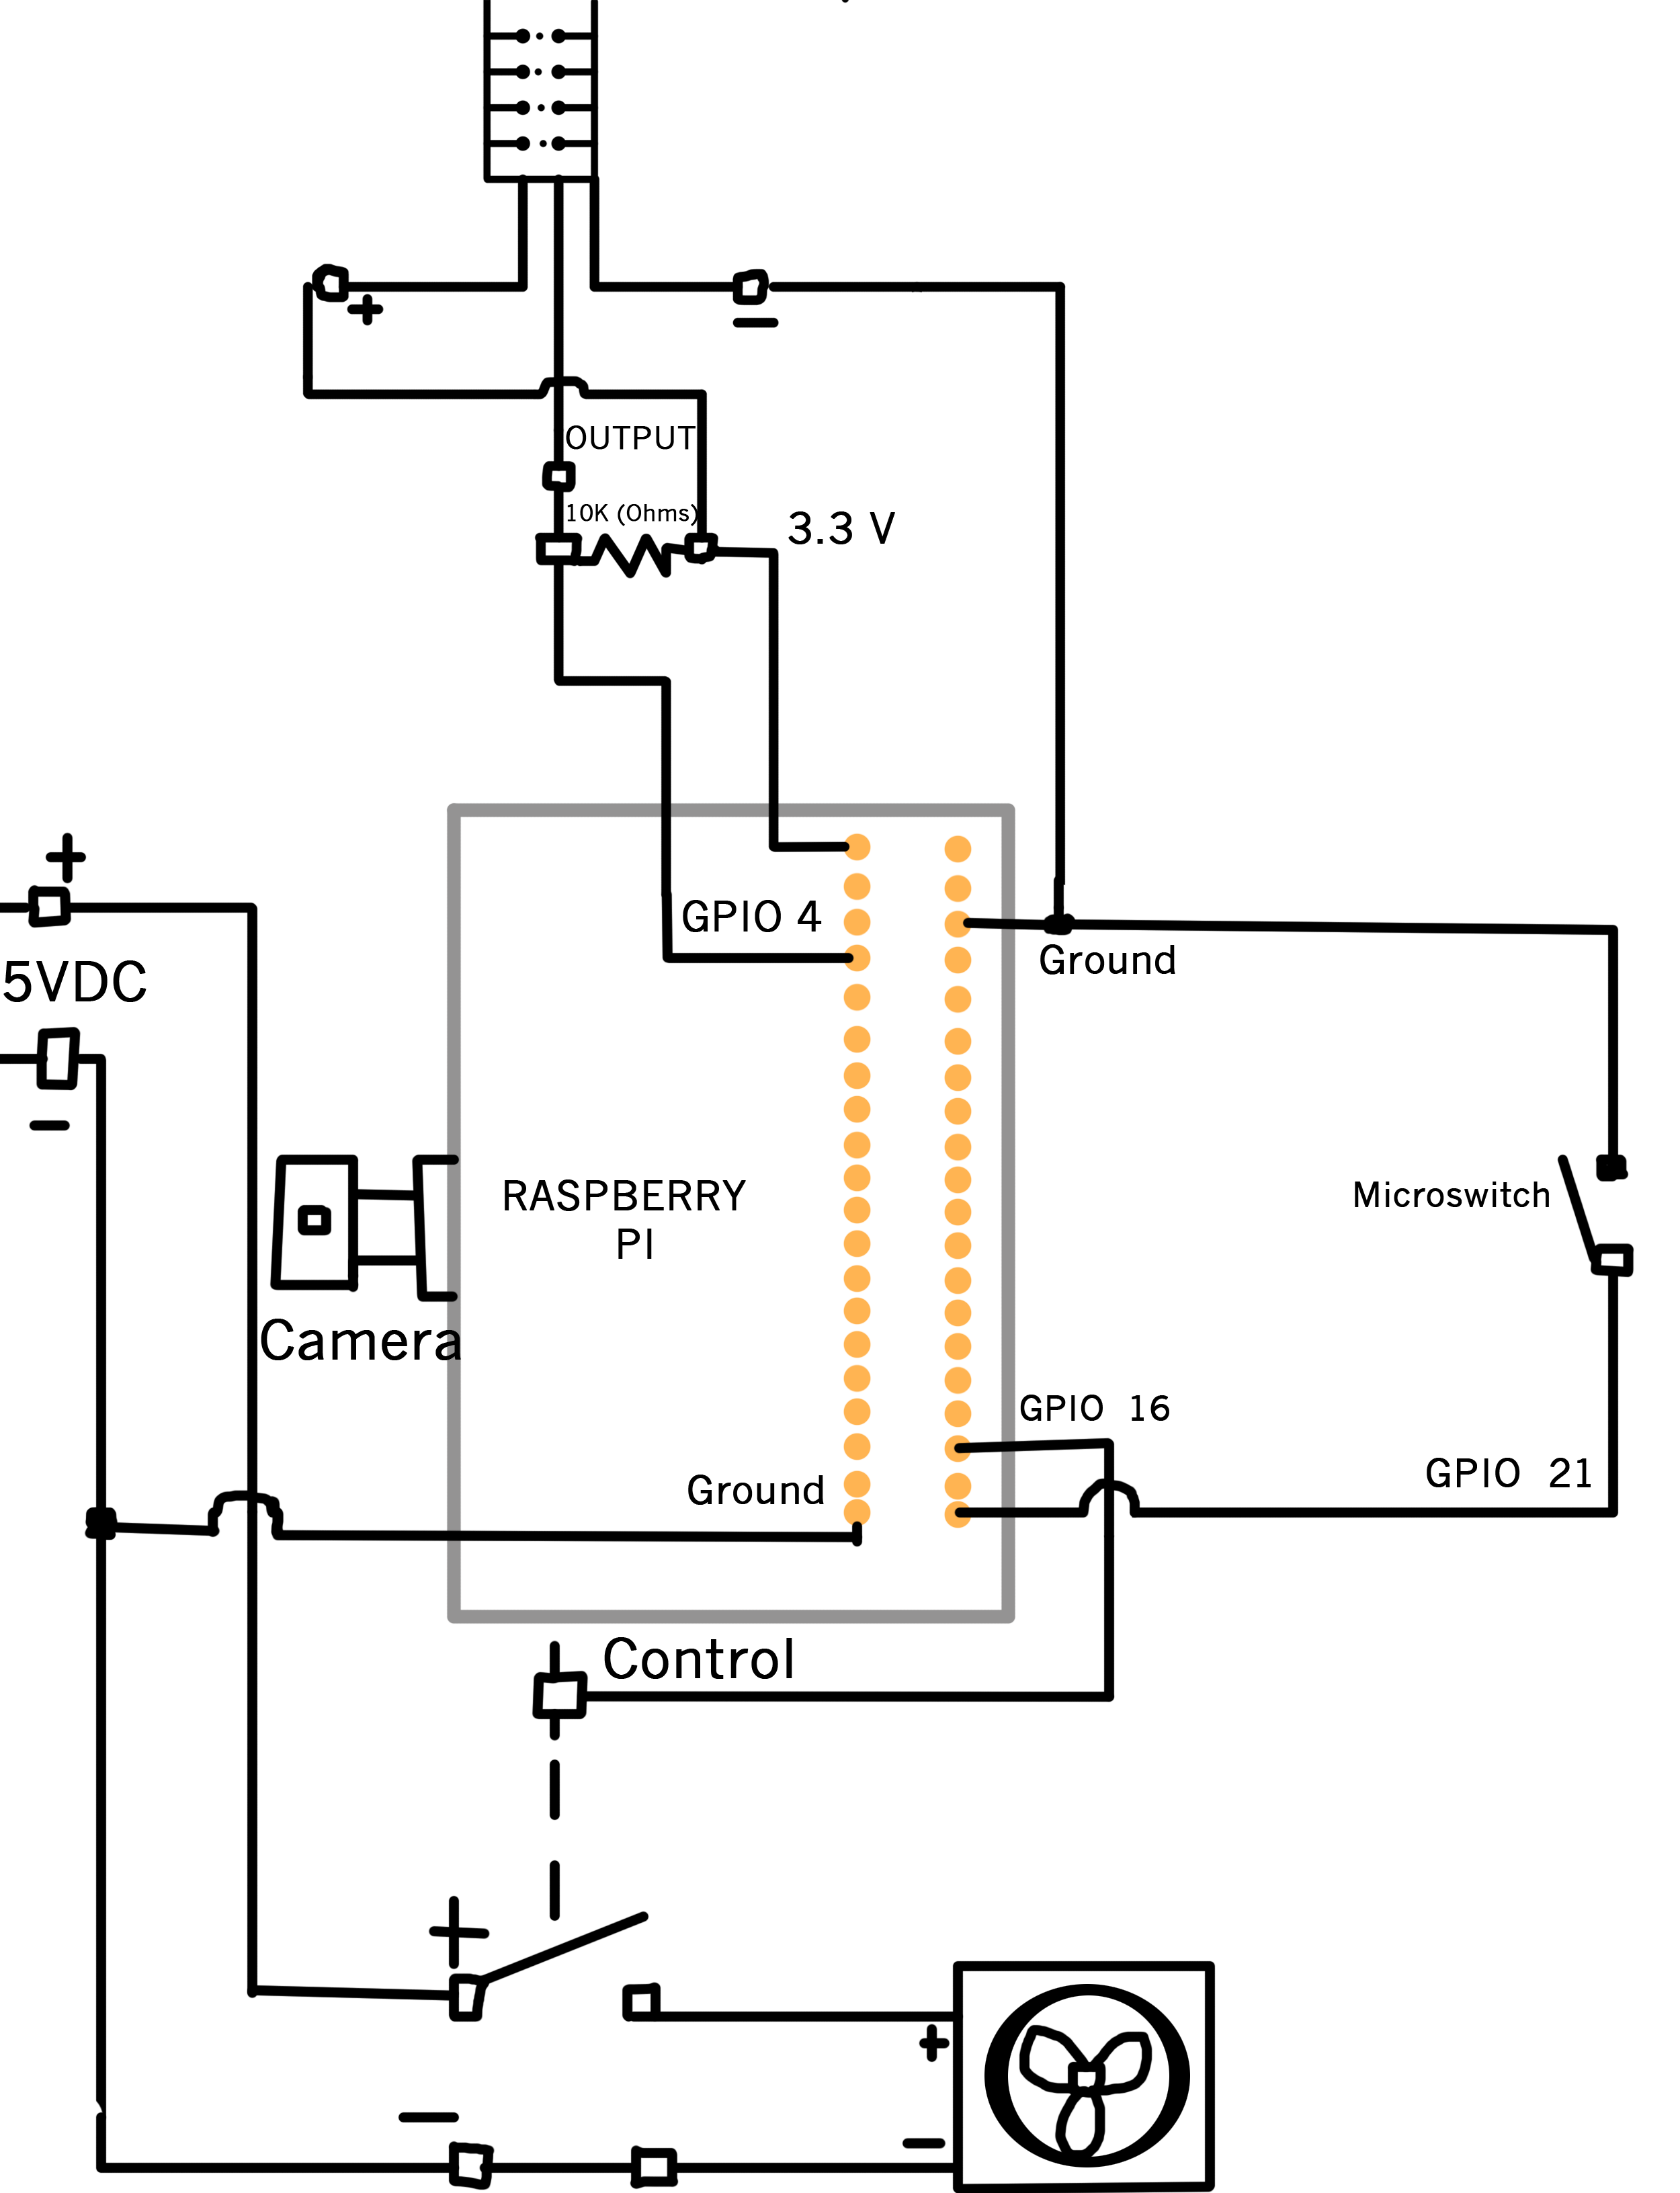 +
−
OUTPUT
10K (Ohms)
3.3 V
+
GPIO 4
Ground
5VDC
−
RASPBERRY
PI
Microswitch
Camera
GPIO 16
GPIO 21
Ground
Control
+
+
−
−